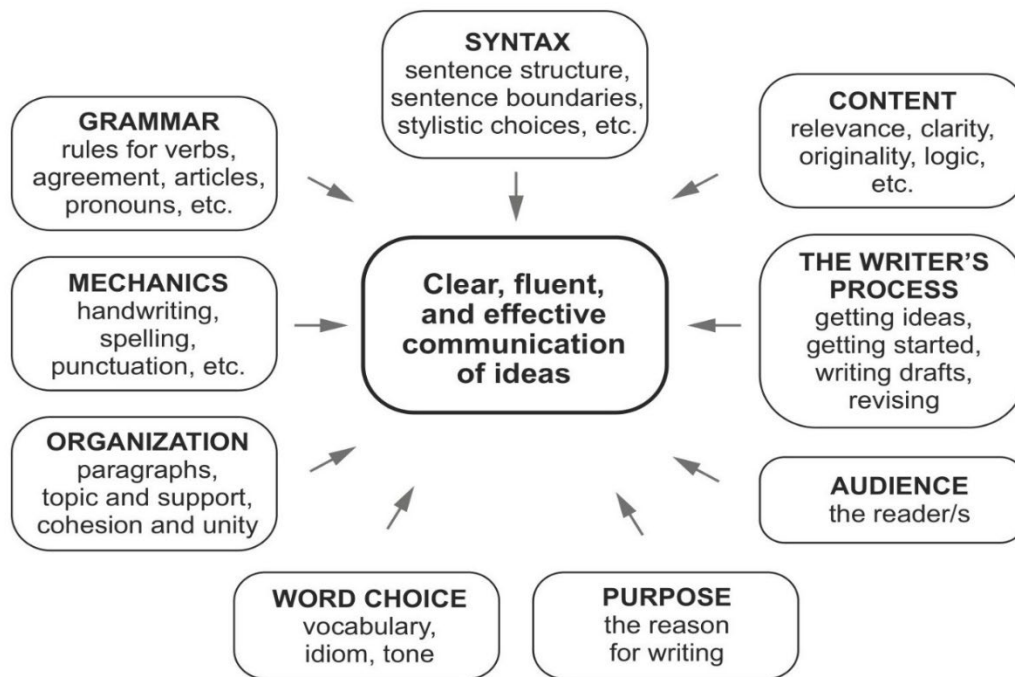 SYNTAX
sentence structure,
sentence boundaries,
stylistic choices, etc.
GRAMMAR
rules for verbs,
agreement, articles,
pronouns, etc.
CONTENT
relevance, clarity,
originality, logic,
etc.
MECHANICS
handwriting,
spelling,
punctuation, etc.
Clear, fluent,
and effective
communication
of ideas
THE WRITER’S
PROCESS
getting ideas,
getting started,
writing drafts,
revising
ORGANIZATION
paragraphs,
topic and support,
cohesion and unity
AUDIENCE
the reader/s
WORD CHOICE
vocabulary,
idiom, tone
PURPOSE
the reason
for writing